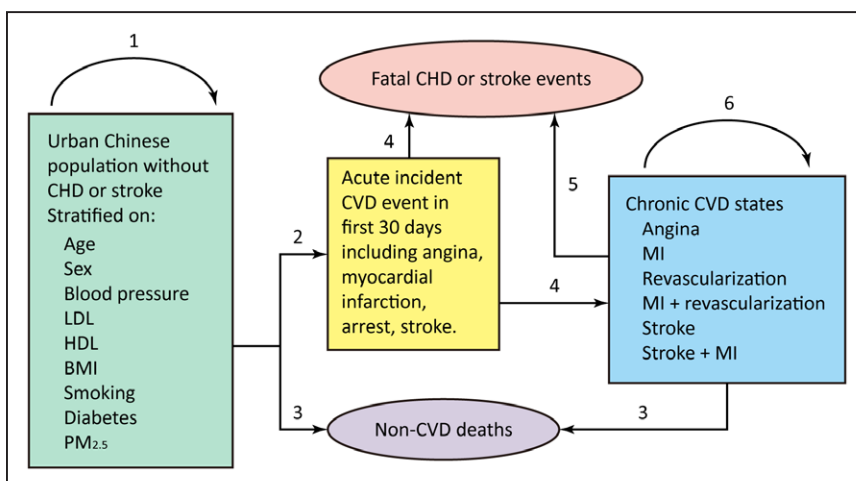 1
Urban Chinese
population without
CHD or stroke
Stratified on:
Age
Sex
Blood pressure
LDL
HDL
BMI
Smoking
Diabetes
PM2.5
2
3
Fatal CHD or stroke events
4
Acute incident
CVD event in
first 30 days
including angina,
myocardial
infarction,
arrest, stroke.
4
5
Non-CVD deaths
6
Chronic CVD states
Angina
MI
Revascularization
MI + revascularization
Stroke
Stroke + MI
3